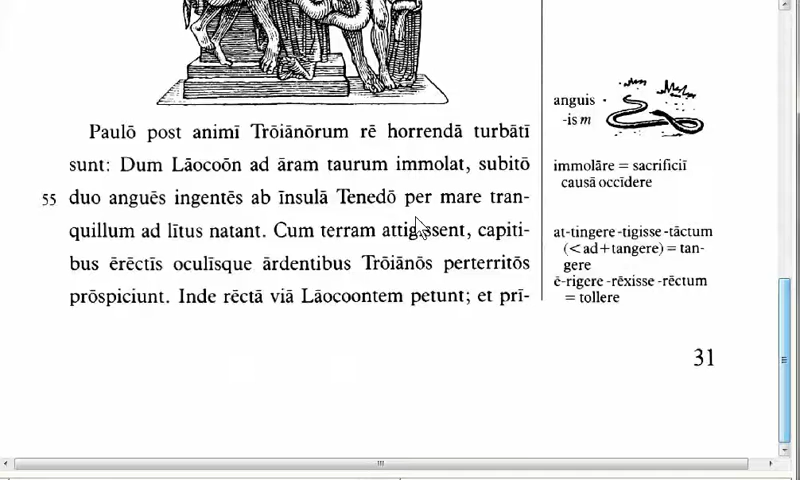 Paulō post animī Trōiānōrum rē horrendā turbātī
sunt: Dum Lāocoōn ad āram taurum immolat, subitō
55 duo anguēs ingentēs ab īnsulā Tenedō per mare tran-
quillum ad lītus natant. Cum terram attigissent, capiti-
bus ērēctīs oculīsque ārdentibus Trōiānōs perterritōs
prōspiciunt. Inde rēctā viā Lāocoontem petunt; et prī-
anguis
-is m
immolāre = sacrificiī
causā occīdere
at-tingere -tigisse -tāctum
(< ad + tangere) = tan-
gere
ē-rigere -rēxisse -rēctum
= tollere
31